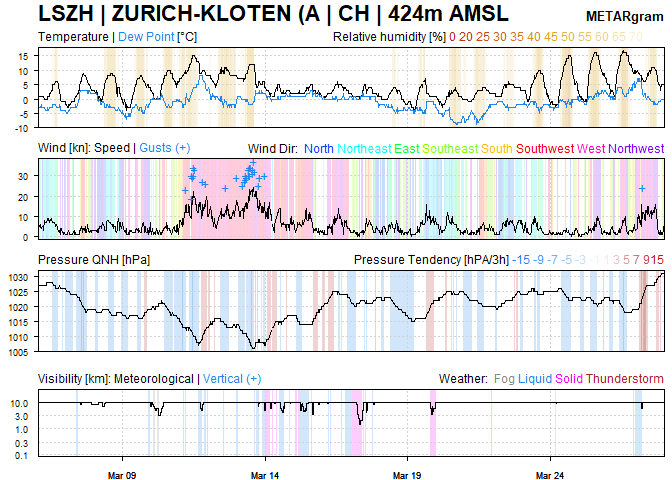 LSZH | ZURICH-KLOTEN (A | CH | 424m AMSL
METARgram
Temperature | Dew Point [°C]
Relative humidity [%] 0 20 25 30 35 40 45 50 55 60 65 70
15
10
5
0
-5
-10
Wind [kn]: Speed | Gusts (+)
Wind Dir: North Northeast East Southeast South Southwest West Northwest
30
20
10
0
Pressure QNH [hPa]
Pressure Tendency [hPA/3h] -15 -9 -7 -5 -3 -1 1 3 5 7 9 15
1030
1025
1020
1015
1010
1005
Visibility [km]: Meteorological | Vertical (+)
Weather: Fog Liquid Solid Thunderstorm
10.0
3.0
1.0
0.3
0.1
Mar 09
Mar 14
Mar 19
Mar 24